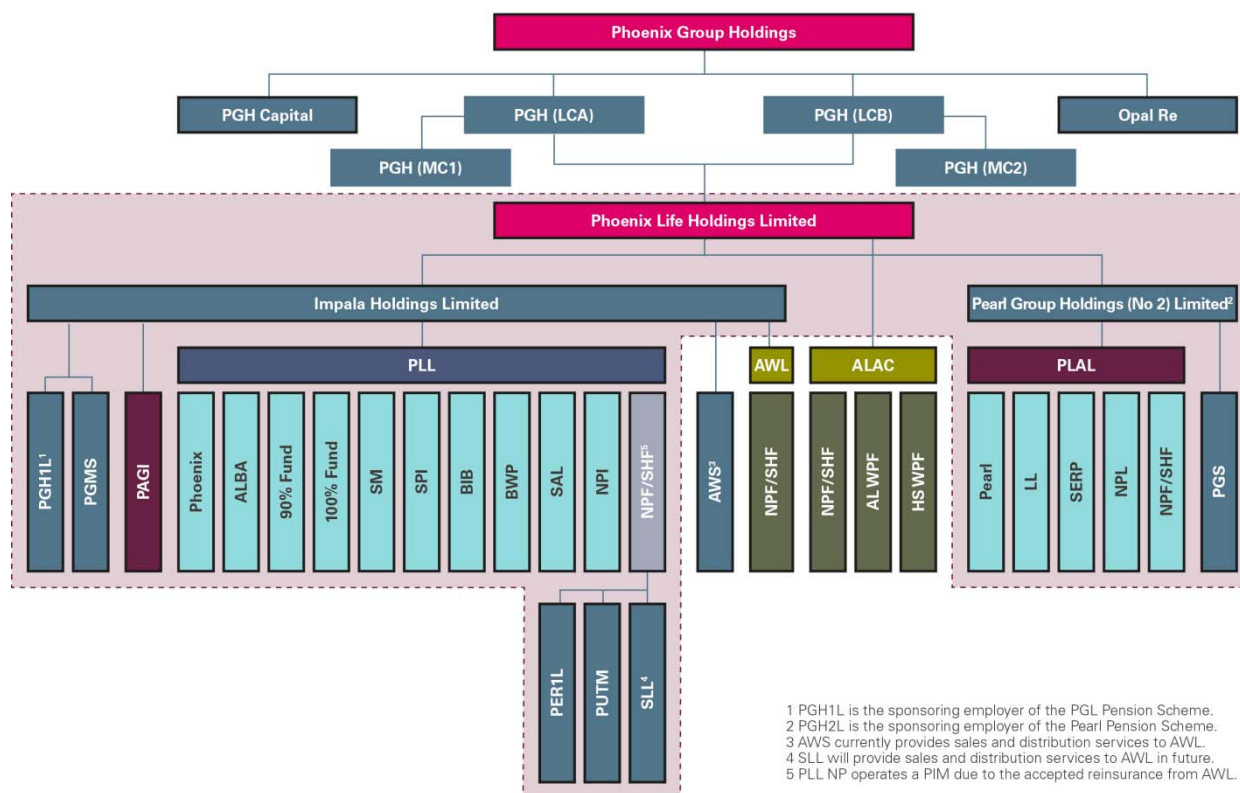 Phoenix Group Holdings
PGH Capital
PGH (LCA)
PGH (LCB)
Opal Re
PGH (MC1)
PGH (MC2)
Phoenix Life Holdings Limited
Impala Holdings Limited
Pearl Group Holdings (No 2) Limited²
PLL
AWL
ALAC
PLAL
PGH1L¹
PGMS
PAGI
Phoenix
ALBA
90% Fund
100% Fund
SM
SPI
BIB
BWP
SAL
NPI
NPF/SHF⁵
AWS³
NPF/SHF
NPF/SHF
ALWPF
HSWPF
Pearl
LL
SERP
NPL
NPF/SHF
PGS
PER1L
PUTM
SLL⁴
1 PGH1L is the sponsoring employer of the PGL Pension Scheme.
2 PGH2L is the sponsoring employer of the Pearl Pension Scheme.
3 AWS currently provides sales and distribution services to AWL.
4 SLL will provide sales and distribution services to AWL in future.
5 PLL NP operates a PIM due to the accepted reinsurance from AWL.